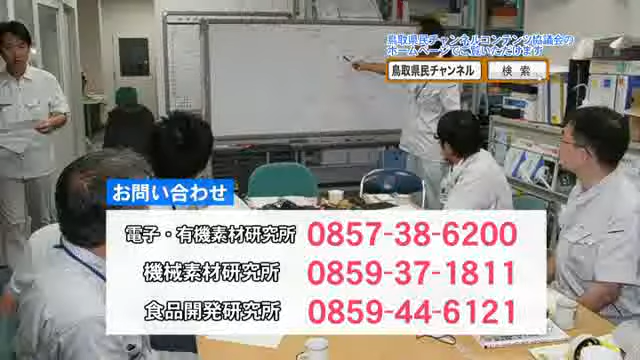 鳥取県民チャンネルコンテンツ協議会の
ホームページでご覧いただけます
鳥取県民チャンネル 検索
お問い合わせ
電子・有機素材研究所 0857-38-6200
機械素材研究所 0859-37-1811
食品開発研究所 0859-44-6121